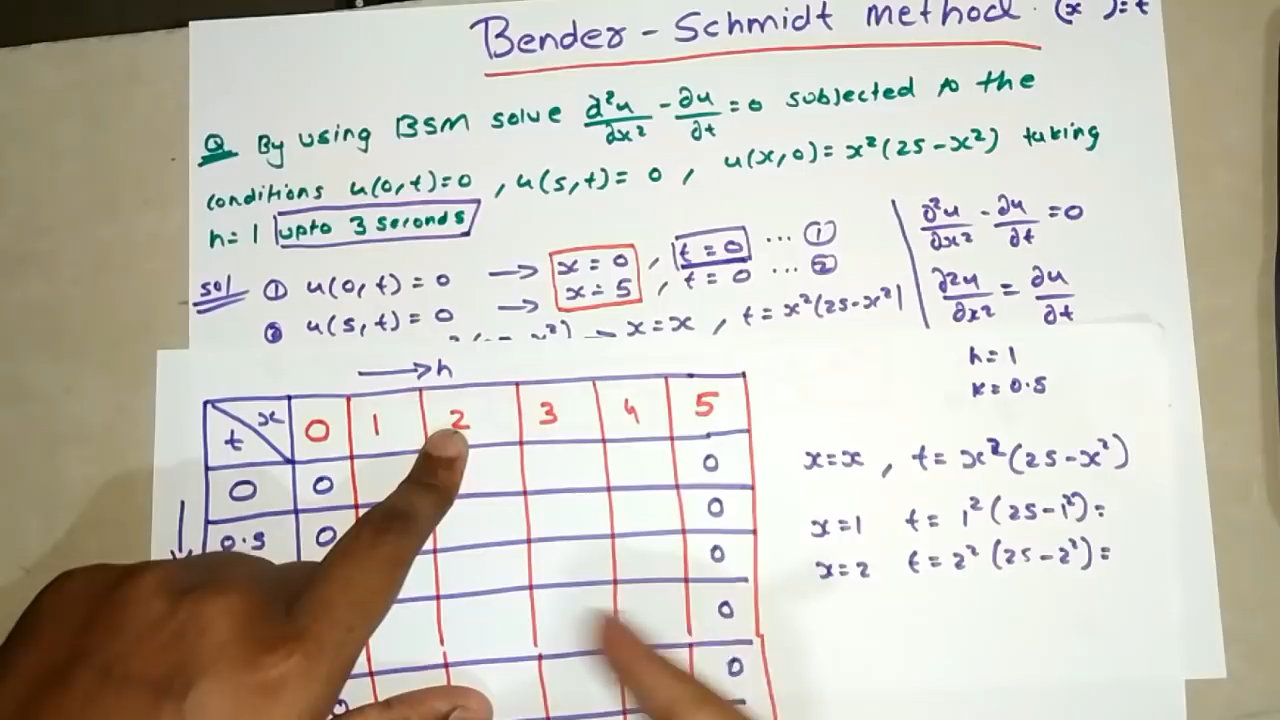 Bender-Schmidt method. (x )=t
Q By using BSM solve ∂²u/∂x² - ∂u/∂t = 0 subjected to the
conditions u(0,t)=0 , u(5,t)= 0 , u(x,0)= x²(25-x²) taking
h= 1 upto 3 seconds
sol ① u(0,t) = 0 → x = 0 , t = 0 ... ①
② u(5,t) = 0 → x = 5 , t = 0 ... ②
x = x , t = x²(25-x²)
∂²u/∂x² - ∂u/∂t = 0
∂²u/∂x² = ∂u/∂t
h=1
k=0.5
→ h
t x 0 1 2 3 4 5
0 0 0
0.5 0 0
0
0
0 0
x=x , t= x²(25-x²)
x=1 t= 1²(25-1²)=
x=2 t= 2²(25-2²)=